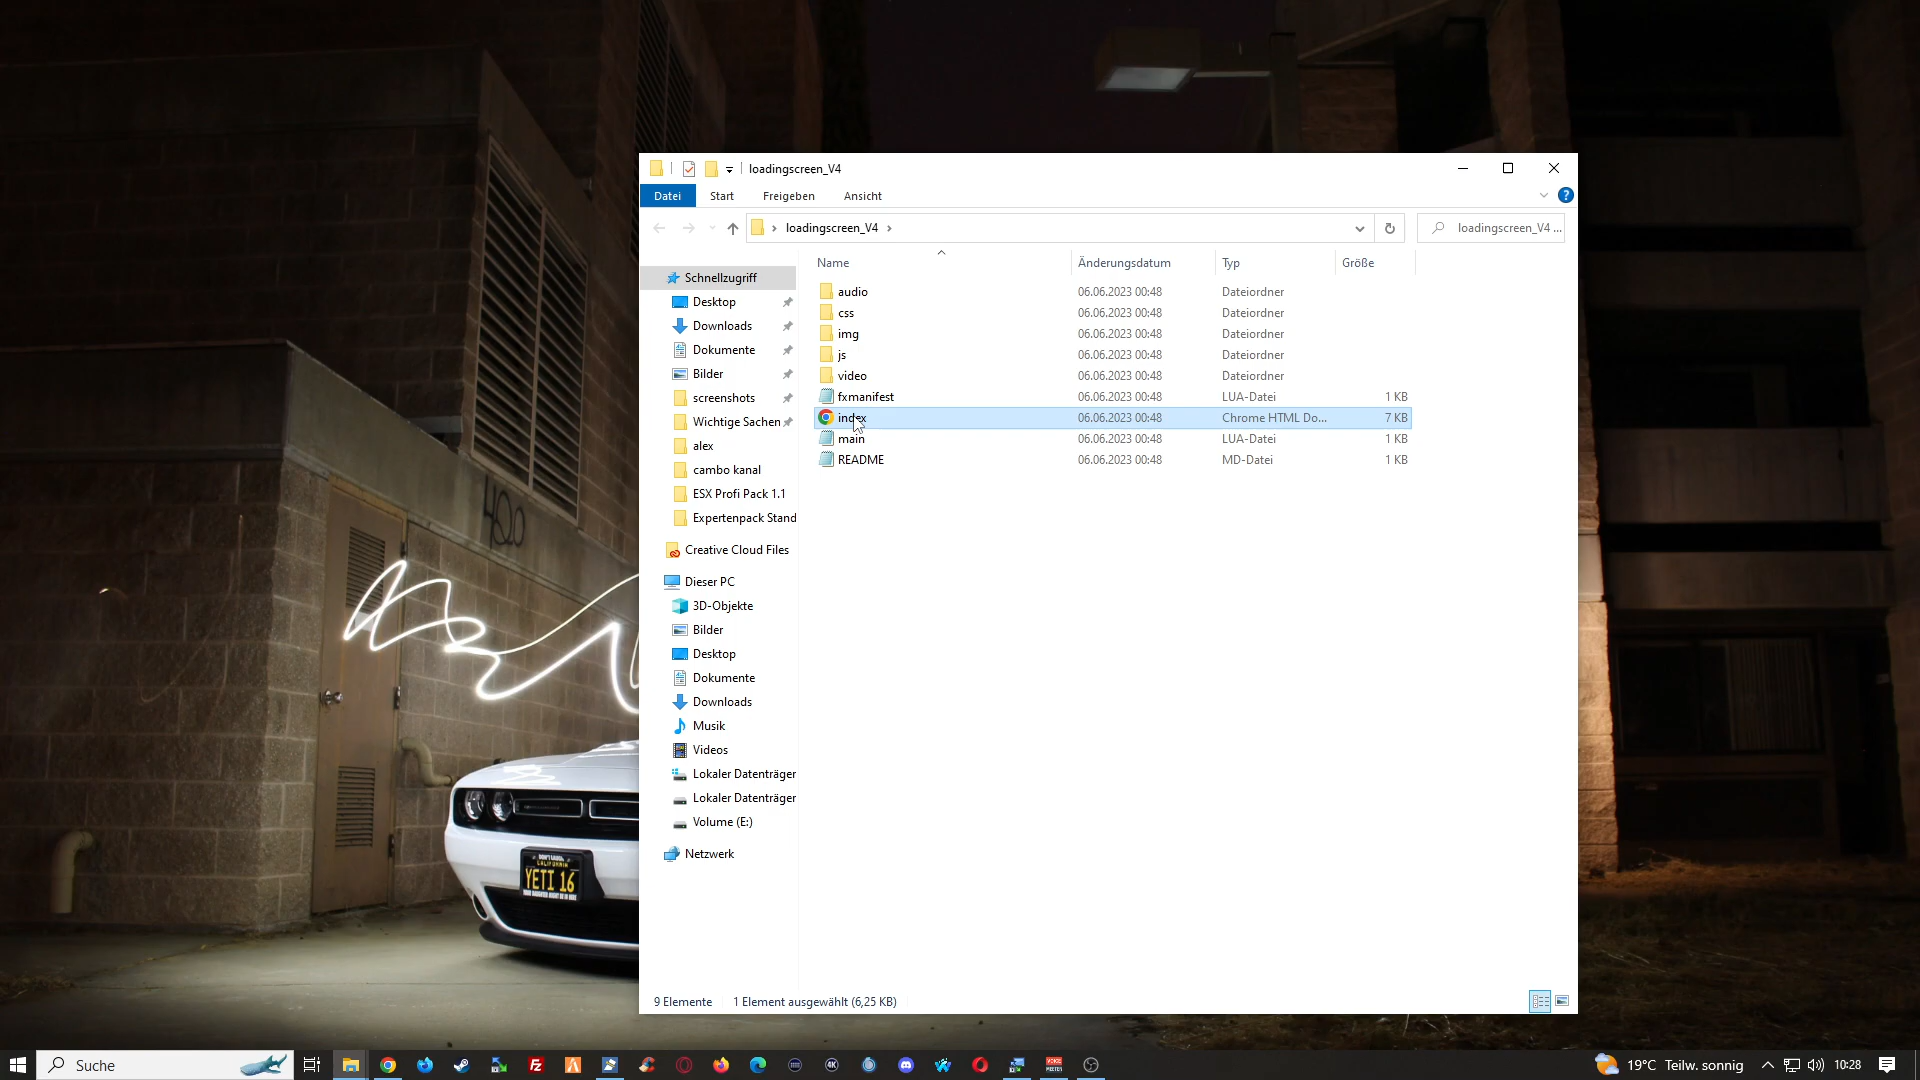 loadingscreen_V4
Datei Start Freigeben Ansicht
loadingscreen_V4
loadingscreen_V4 ...
Name Änderungsdatum Typ Größe
audio 06.06.2023 00:48 Dateiordner
css 06.06.2023 00:48 Dateiordner
img 06.06.2023 00:48 Dateiordner
js 06.06.2023 00:48 Dateiordner
video 06.06.2023 00:48 Dateiordner
fxmanifest 06.06.2023 00:48 LUA-Datei 1 KB
index 06.06.2023 00:48 Chrome HTML Do... 7 KB
main 06.06.2023 00:48 LUA-Datei 1 KB
README 06.06.2023 00:48 MD-Datei 1 KB
Schnellzugriff
Desktop
Downloads
Dokumente
Bilder
screenshots
Wichtige Sachen
alex
cambo kanal
ESX Profi Pack 1.1
Expertenpack Stand
Creative Cloud Files
Dieser PC
3D-Objekte
Bilder
Desktop
Dokumente
Downloads
Musik
Videos
Lokaler Datenträger
Lokaler Datenträger
Volume (E:)
Netzwerk
9 Elemente 1 Element ausgewählt (6,25 KB)
400
CALIFORNIA
YETI 16
Suche
19°C Teilw. sonnig 10:28